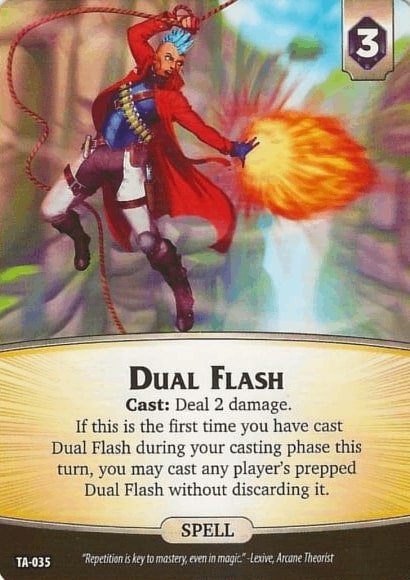 3
DUAL FLASH
Cast: Deal 2 damage.
If this is the first time you have cast
Dual Flash during your casting phase this
turn, you may cast any player's prepped
Dual Flash without discarding it.
SPELL
TA-035
"Repetition is key to mastery, even in magic." -Lexive, Arcane Theorist